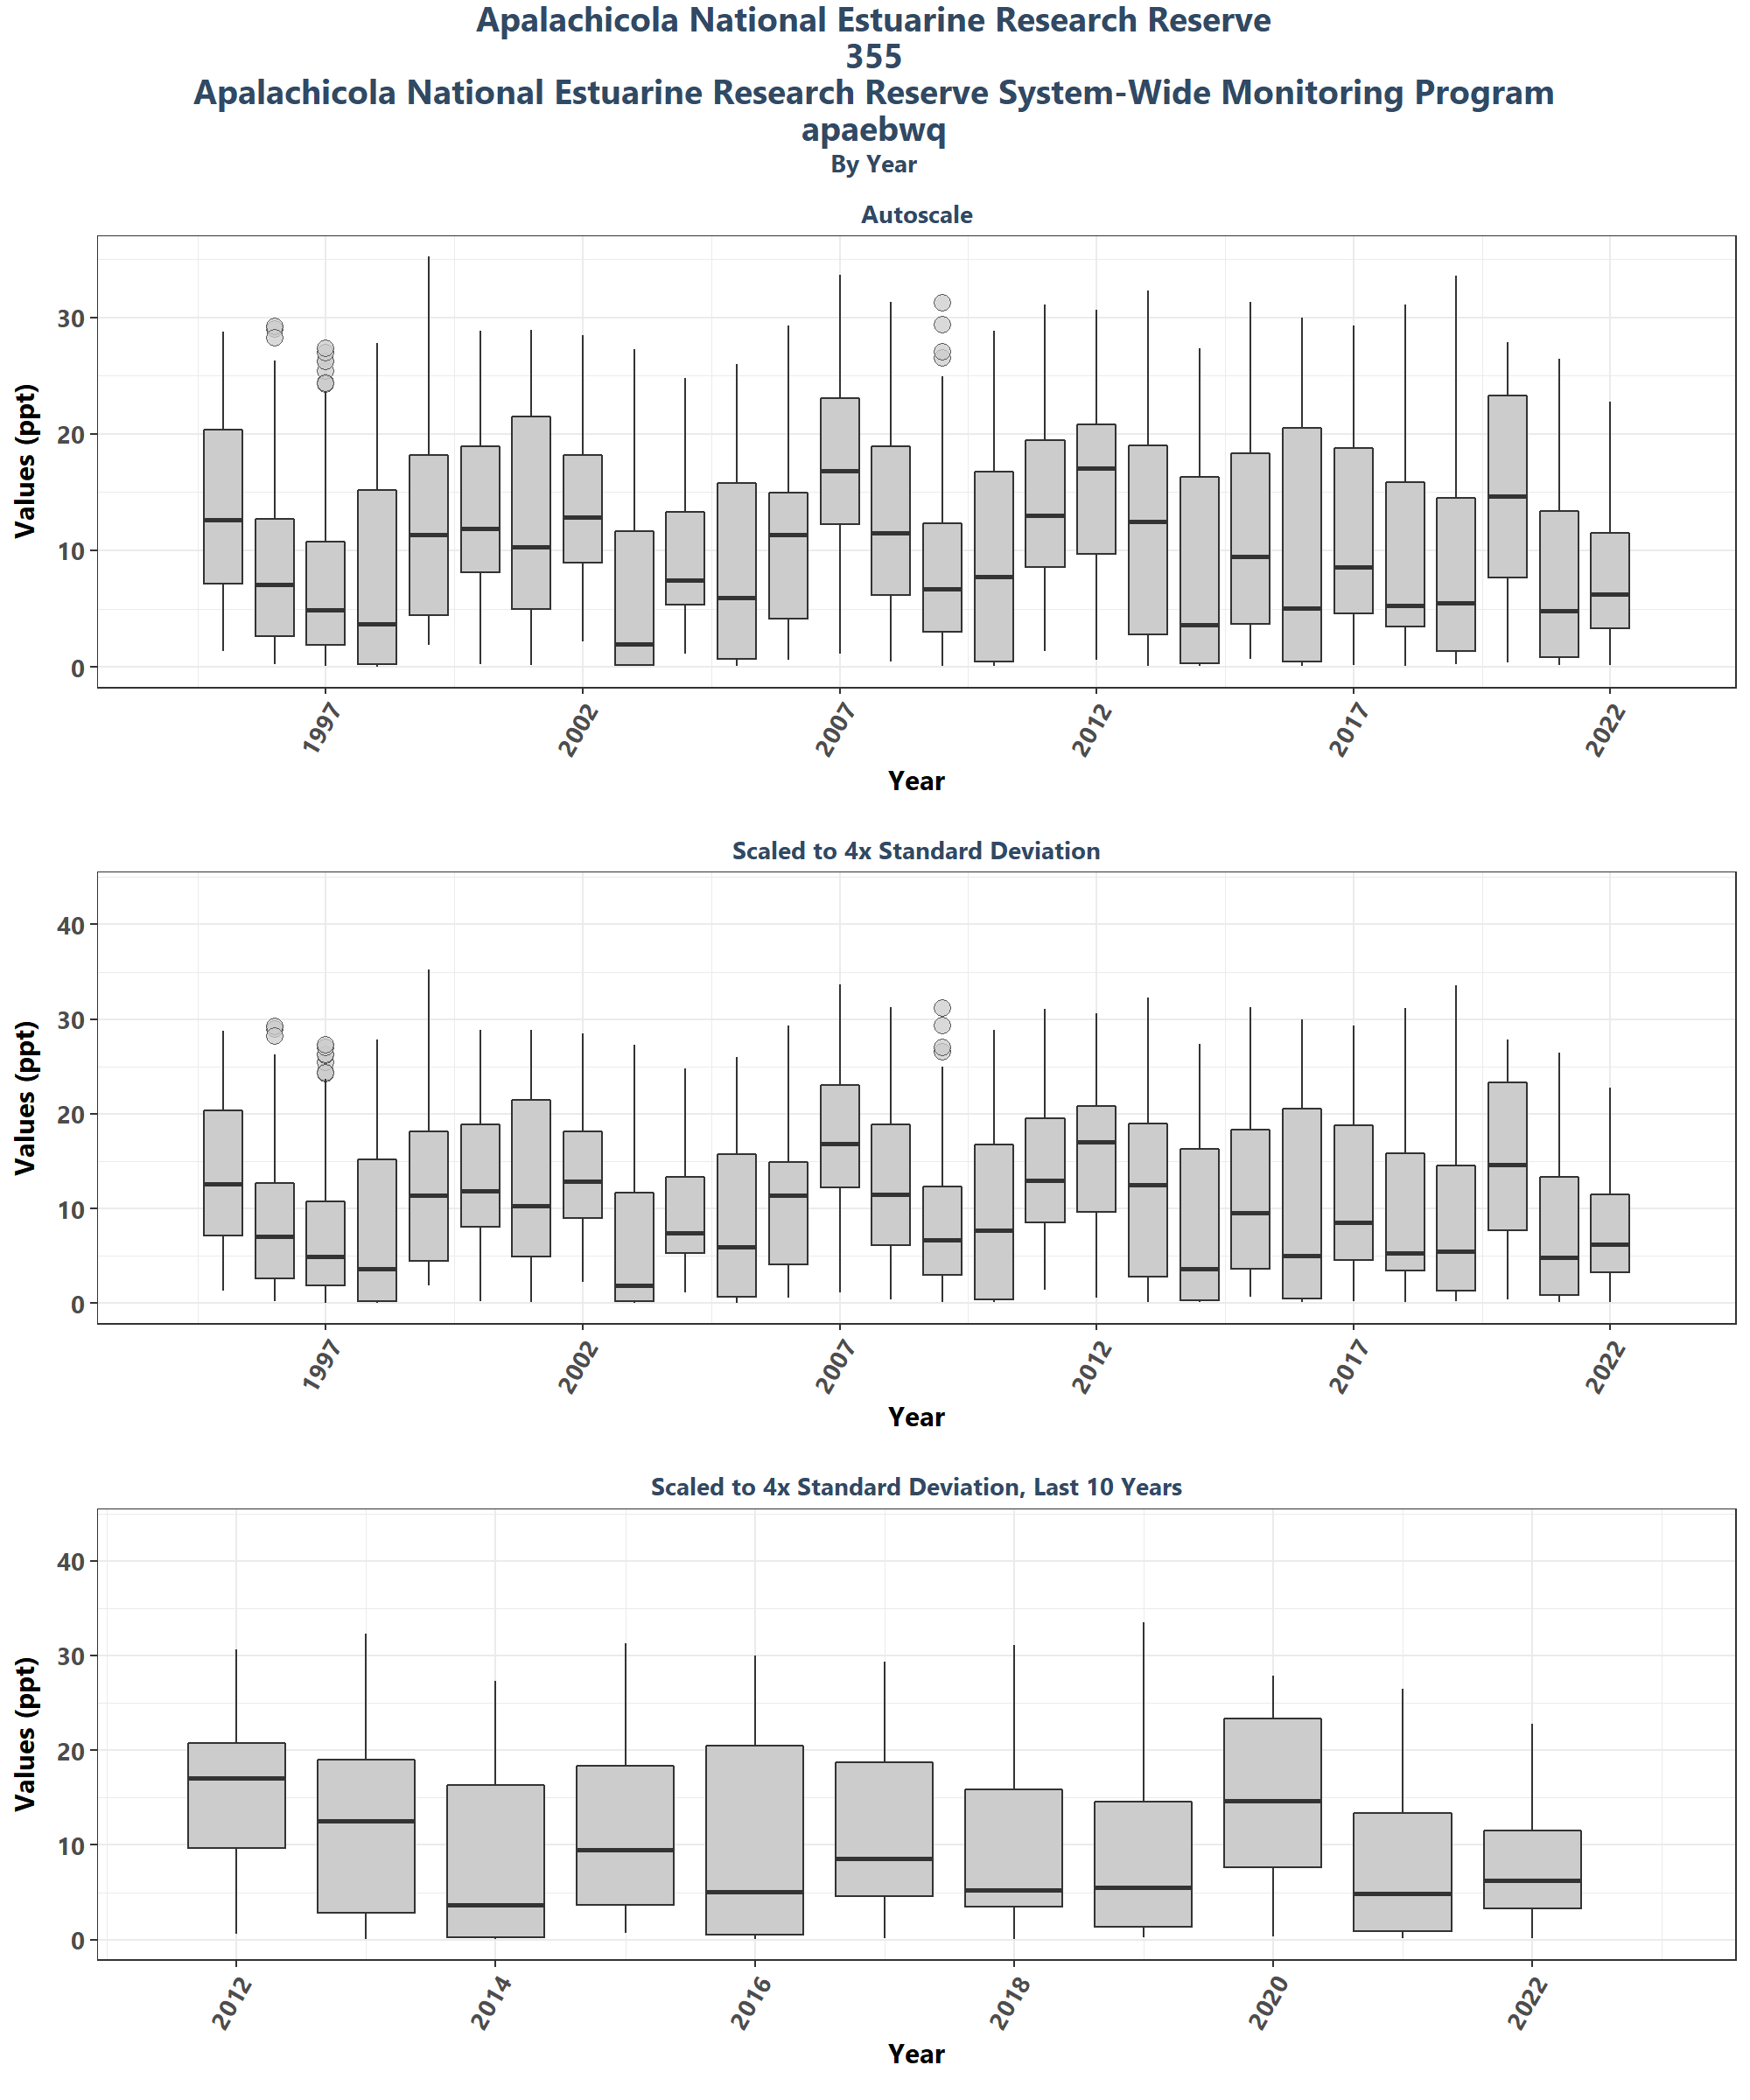 Apalachicola National Estuarine Research Reserve
355
Apalachicola National Estuarine Research Reserve System-Wide Monitoring Program
apaebwq
By Year
Autoscale
Values (ppt)
30
20
10
0
1997 2002 2007 2012 2017 2022
Year
Scaled to 4x Standard Deviation
Values (ppt)
40
30
20
10
0
1997 2002 2007 2012 2017 2022
Year
Scaled to 4x Standard Deviation, Last 10 Years
Values (ppt)
40
30
20
10
0
2012 2014 2016 2018 2020 2022
Year